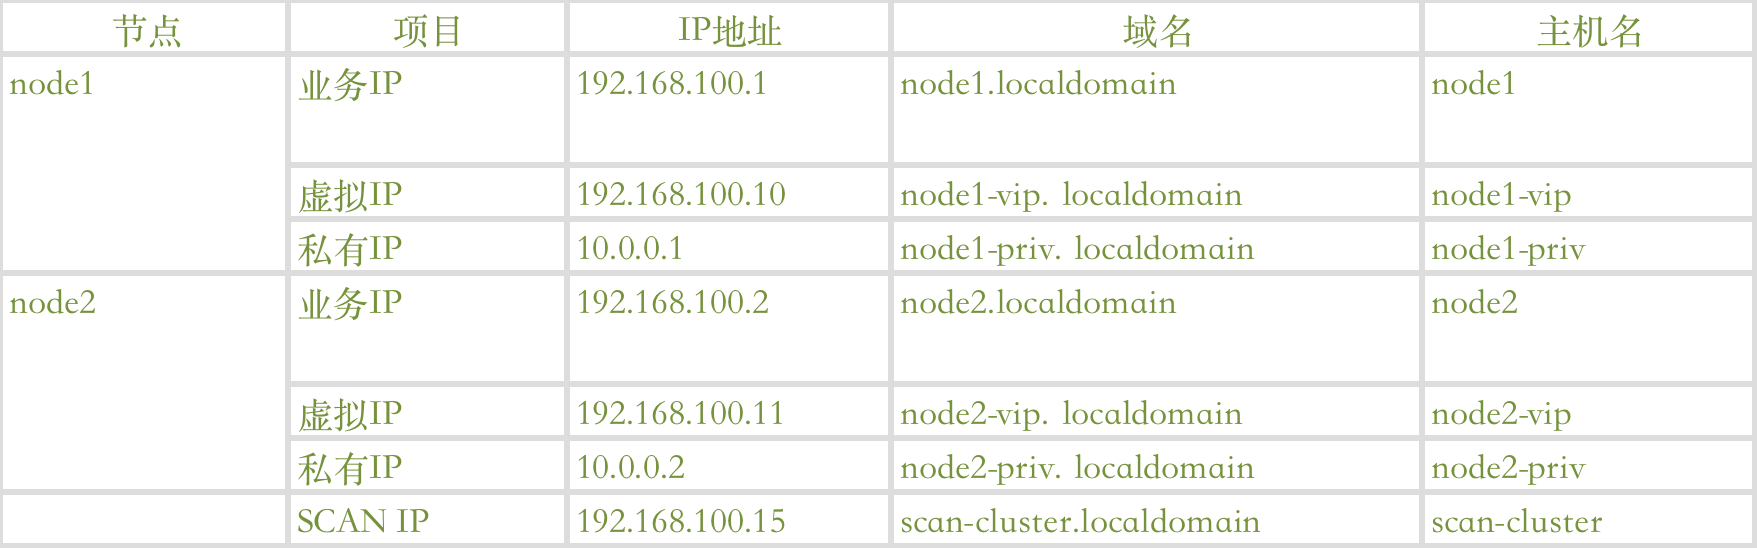 节点 项目 IP地址 域名 主机名
node1 业务IP 192.168.100.1 node1.localdomain node1
虚拟IP 192.168.100.10 node1-vip. localdomain node1-vip
私有IP 10.0.0.1 node1-priv. localdomain node1-priv
node2 业务IP 192.168.100.2 node2.localdomain node2
虚拟IP 192.168.100.11 node2-vip. localdomain node2-vip
私有IP 10.0.0.2 node2-priv. localdomain node2-priv
SCAN IP 192.168.100.15 scan-cluster.localdomain scan-cluster